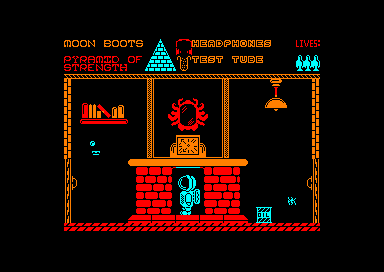 MOON BOOTS
HEADPHONES
LIVES
PYRAMID OF
STRENGTH
TEST TUBE